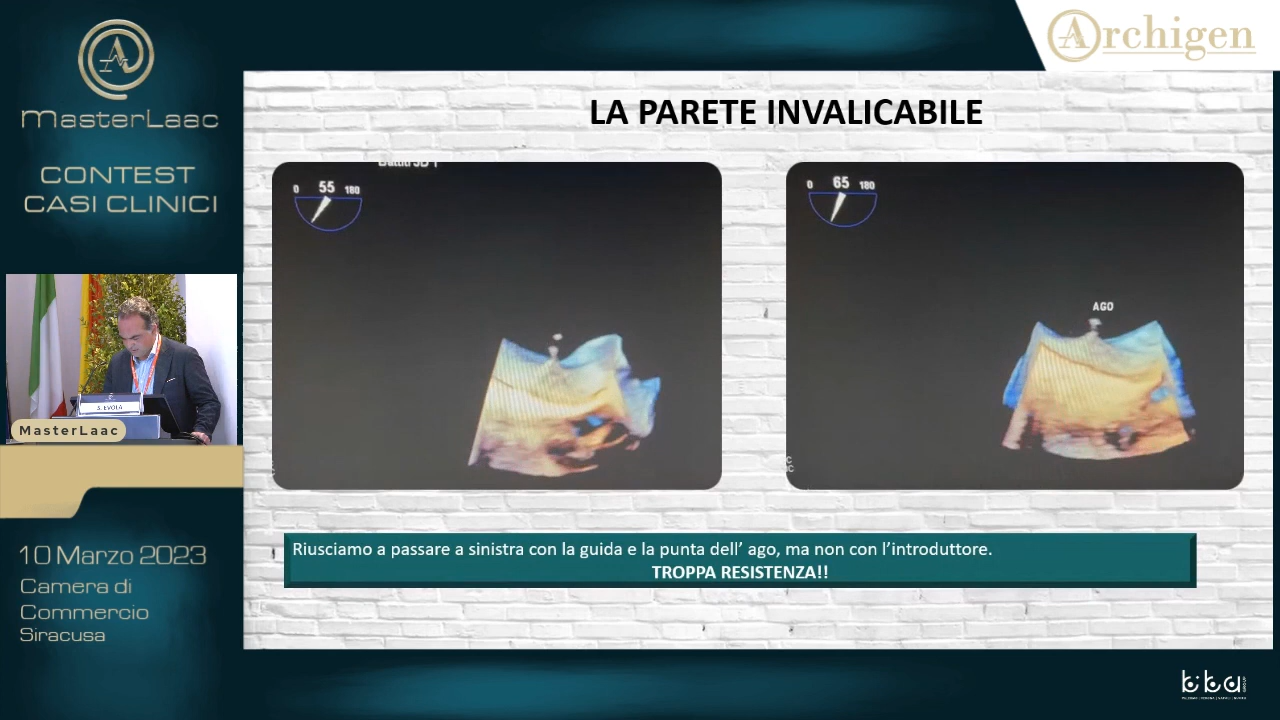 Archigen
MasterLaac
CONTEST
CASI CLINICI
LA PARETE INVALICABILE
0 55 180
0 65 180
AGO
S. EVOLA
MasterLaac
Riusciamo a passare a sinistra con la guida e la punta dell' ago, ma non con l'introduttore.
TROPPA RESISTENZA!!
10 Marzo 2023
Camera di
Commercio
Siracusa
bba